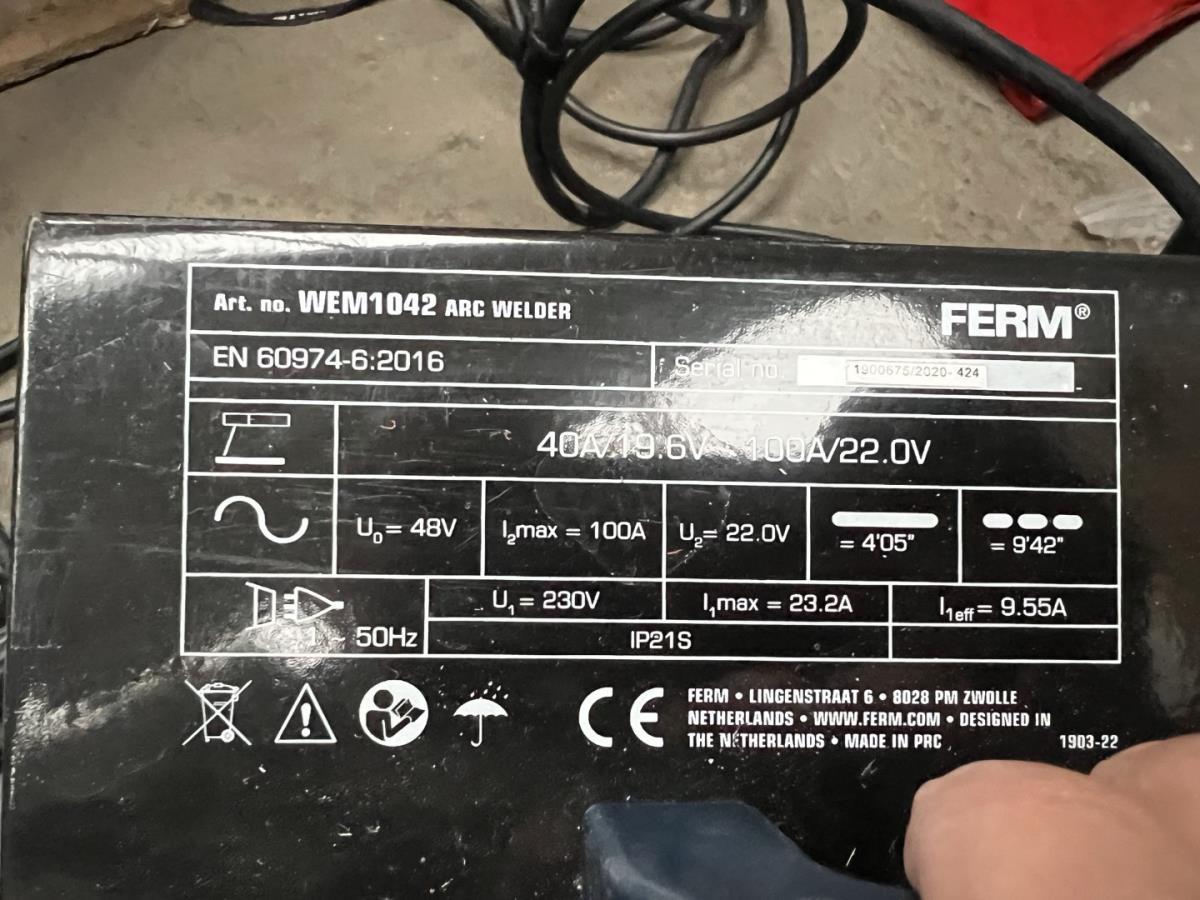 Art. no. WEM1042 ARC WELDER
FERM®
EN 60974-6:2016
Serial no. 1900675/2020- 424
40A/19.6V - 100A/22.0V
U0= 48V
I2max = 100A
U2= 22.0V
= 4'05"
= 9'42"
1 ~ 50Hz
U1= 230V
I1max = 23.2A
I1eff= 9.55A
IP21S
CE
FERM • LINGENSTRAAT 6 • 8028 PM ZWOLLE
NETHERLANDS • WWW.FERM.COM • DESIGNED IN
THE NETHERLANDS • MADE IN PRC
1903-22